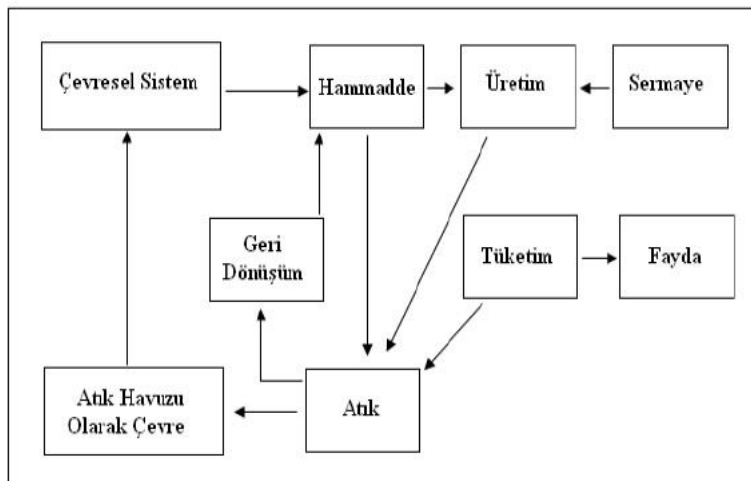 Çevresel Sistem
Hammadde
Üretim
Sermaye
Geri
Dönüşüm
Tüketim
Fayda
Atık Havuzu
Olarak Çevre
Atık